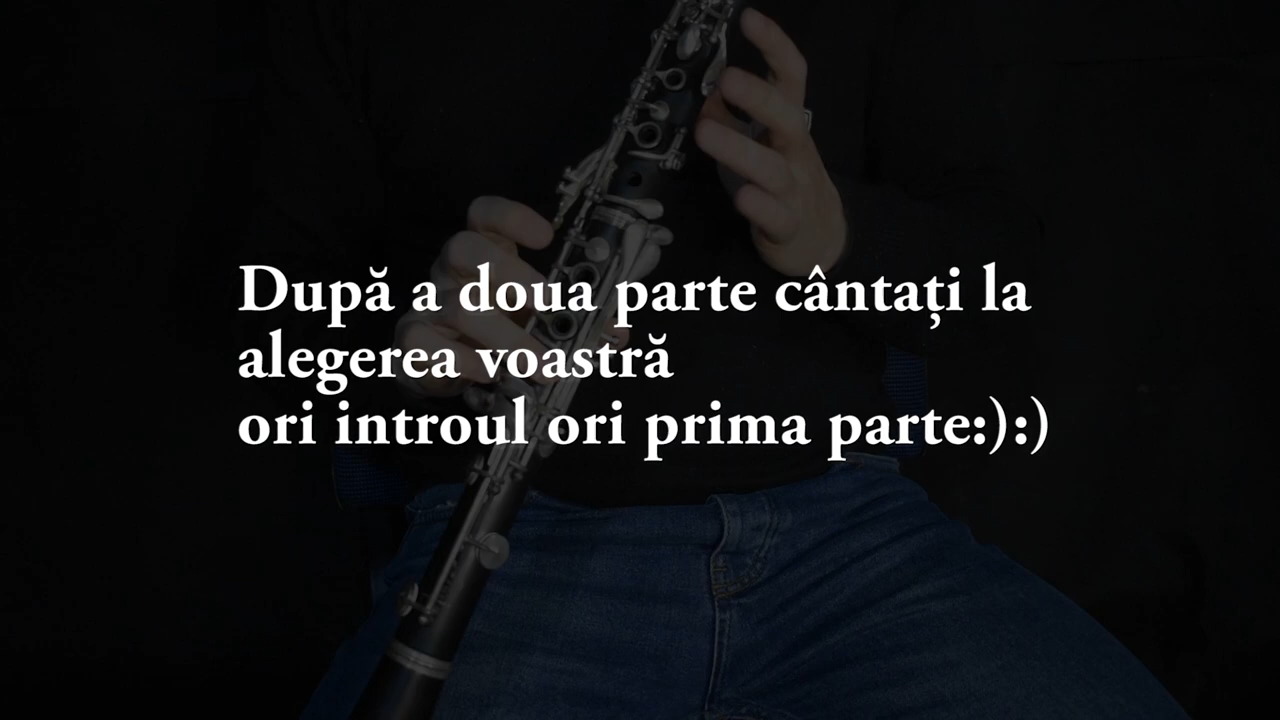 După a doua parte cântați la
alegerea voastră
ori introul ori prima parte:):)